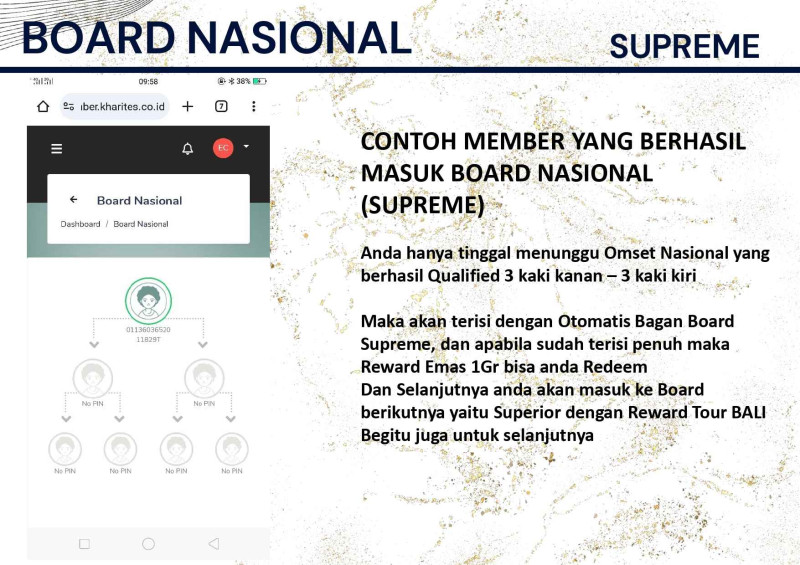 BOARD NASIONAL
SUPREME
09:58
38%
ıber.kharites.co.id
7
EC
Board Nasional
Dashboard / Board Nasional
01136036520
11829T
No PIN
No PIN
No PIN
No PIN
No PIN
No PIN
CONTOH MEMBER YANG BERHASIL
MASUK BOARD NASIONAL
(SUPREME)
Anda hanya tinggal menunggu Omset Nasional yang
berhasil Qualified 3 kaki kanan – 3 kaki kiri
Maka akan terisi dengan Otomatis Bagan Board
Supreme, dan apabila sudah terisi penuh maka
Reward Emas 1Gr bisa anda Redeem
Dan Selanjutnya anda akan masuk ke Board
berikutnya yaitu Superior dengan Reward Tour BALI
Begitu juga untuk selanjutnya